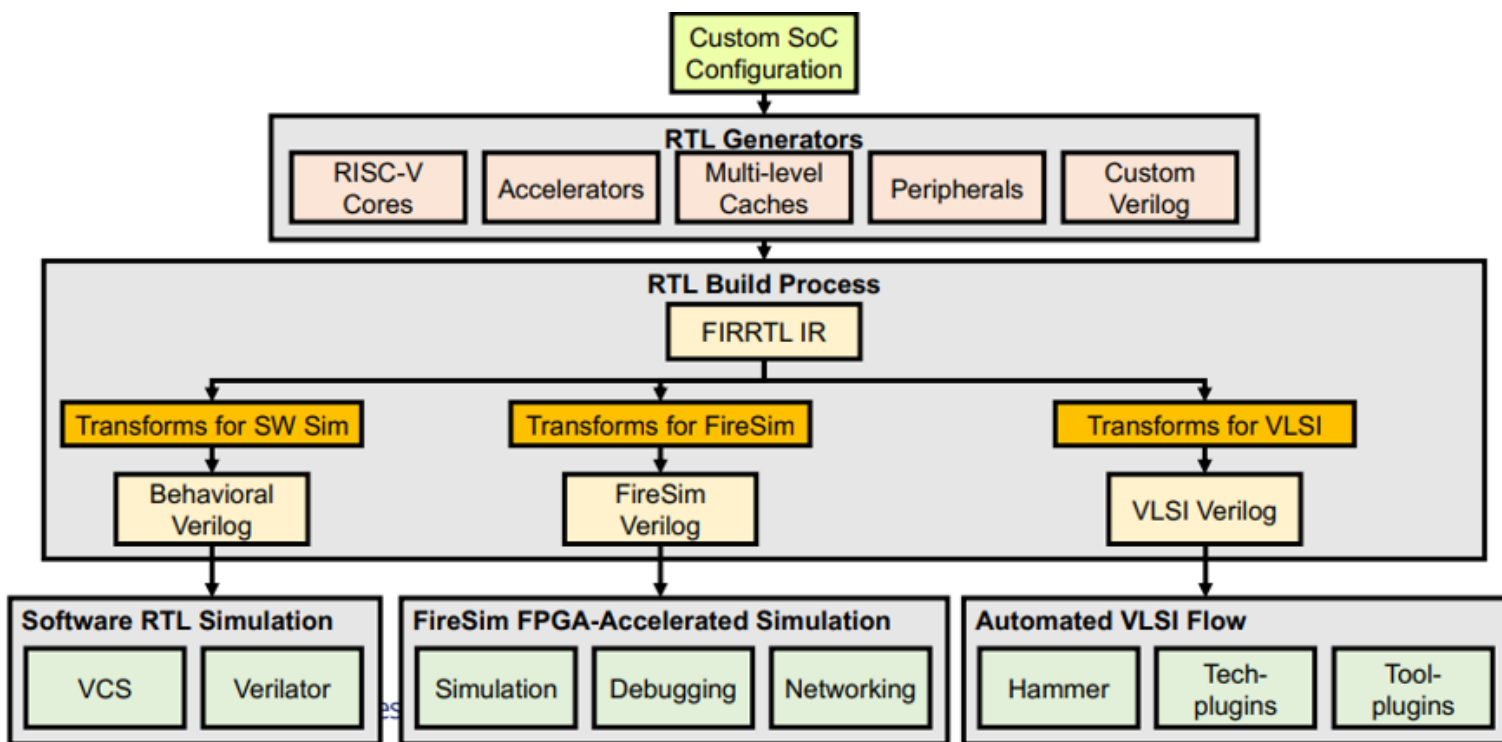 Custom SoC
Configuration
RTL Generators
RISC-V
Cores
Accelerators
Multi-level
Caches
Peripherals
Custom
Verilog
RTL Build Process
FIRRTL IR
Transforms for SW Sim
Transforms for FireSim
Transforms for VLSI
Behavioral
Verilog
FireSim
Verilog
VLSI Verilog
Software RTL Simulation
VCS
Verilator
FireSim FPGA-Accelerated Simulation
Simulation
Debugging
Networking
Automated VLSI Flow
Hammer
Tech-
plugins
Tool-
plugins